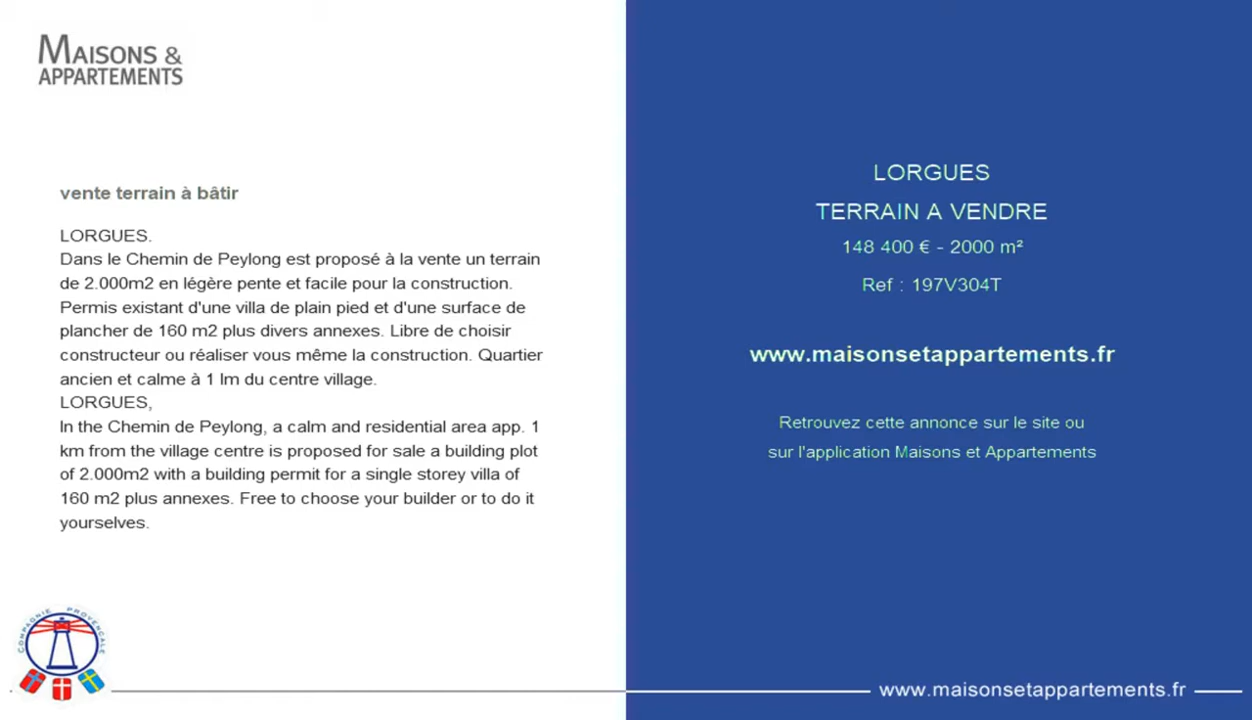 MAISONS &
APPARTEMENTS
vente terrain à bâtir
LORGUES.
Dans le Chemin de Peylong est proposé à la vente un terrain
de 2.000m2 en légère pente et facile pour la construction.
Permis existant d'une villa de plain pied et d'une surface de
plancher de 160 m2 plus divers annexes. Libre de choisir
constructeur ou réaliser vous même la construction. Quartier
ancien et calme à 1 lm du centre village.
LORGUES,
In the Chemin de Peylong, a calm and residential area app. 1
km from the village centre is proposed for sale a building plot
of 2.000m2 with a building permit for a single storey villa of
160 m2 plus annexes. Free to choose your builder or to do it
yourselves.
COMPAGNIE PROVENCALE
LORGUES
TERRAIN A VENDRE
148 400 € - 2000 m²
Ref : 197V304T
www.maisonsetappartements.fr
Retrouvez cette annonce sur le site ou
sur l'application Maisons et Appartements
www.maisonsetappartements.fr